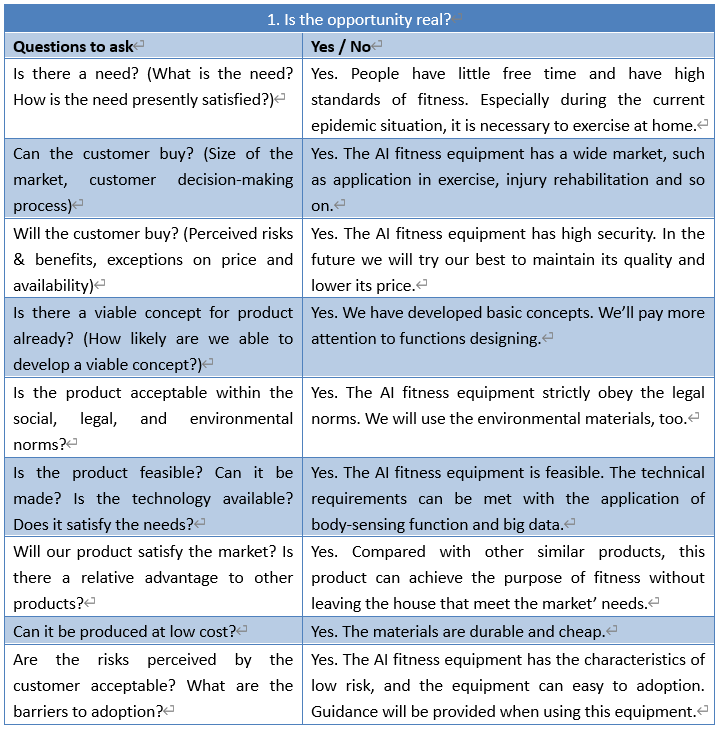 1. Is the opportunity real?
Questions to ask
Yes / No
Is there a need? (What is the need?
How is the need presently satisfied?)
Yes. People have little free time and have high
standards of fitness. Especially during the current
epidemic situation, it is necessary to exercise at home.
Can the customer buy? (Size of the
market, customer decision-making
process)
Yes. The AI fitness equipment has a wide market, such
as application in exercise, injury rehabilitation and so
on.
Will the customer buy? (Perceived risks
& benefits, exceptions on price and
availability)
Yes. The AI fitness equipment has high security. In the
future we will try our best to maintain its quality and
lower its price.
Is there a viable concept for product
already? (How likely are we able to
develop a viable concept?)
Yes. We have developed basic concepts. We'll pay more
attention to functions designing.
Is the product acceptable within the
social, legal, and environmental
norms?
Yes. The AI fitness equipment strictly obey the legal
norms. We will use the environmental materials, too.
Is the product feasible? Can it be
made? Is the technology available?
Does it satisfy the needs?
Yes. The AI fitness equipment is feasible. The technical
requirements can be met with the application of
body-sensing function and big data.
Will our product satisfy the market? Is
there a relative advantage to other
products?
Yes. Compared with other similar products, this
product can achieve the purpose of fitness without
leaving the house that meet the market' needs.
Can it be produced at low cost?
Yes. The materials are durable and cheap.
Are the risks perceived by the
customer acceptable? What are the
barriers to adoption?
Yes. The AI fitness equipment has the characteristics of
low risk, and the equipment can easy to adoption.
Guidance will be provided when using this equipment.